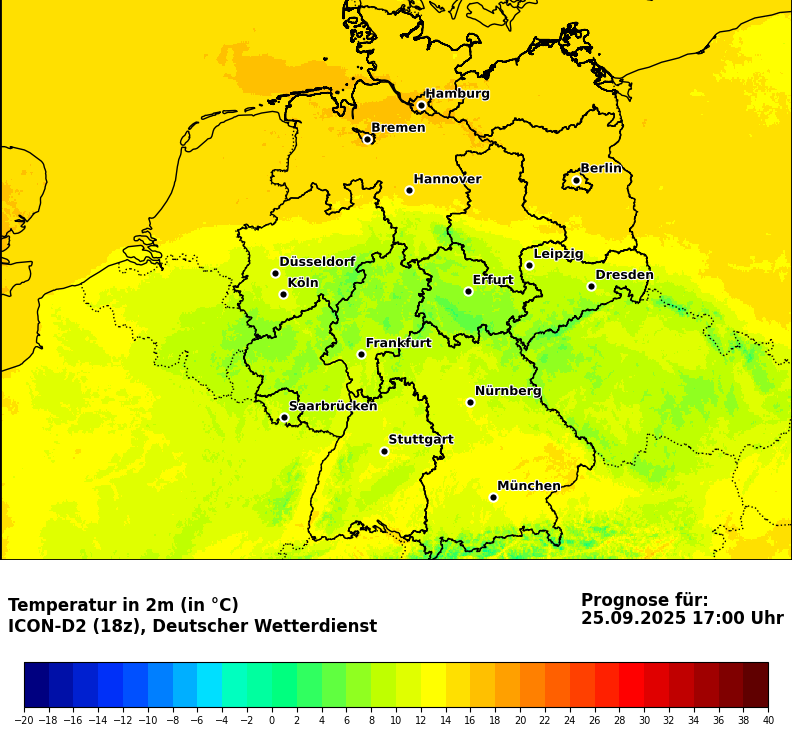 Hamburg
Bremen
Berlin
Hannover
Leipzig
Düsseldorf
Dresden
Köln
Erfurt
Frankfurt
Nürnberg
Saarbrücken
Stuttgart
München
Temperatur in 2m (in °C)
ICON-D2 (18z), Deutscher Wetterdienst
Prognose für:
25.09.2025 17:00 Uhr
−20 −18 −16 −14 −12 −10 −8 −6 −4 −2 0 2 4 6 8 10 12 14 16 18 20 22 24 26 28 30 32 34 36 38 40